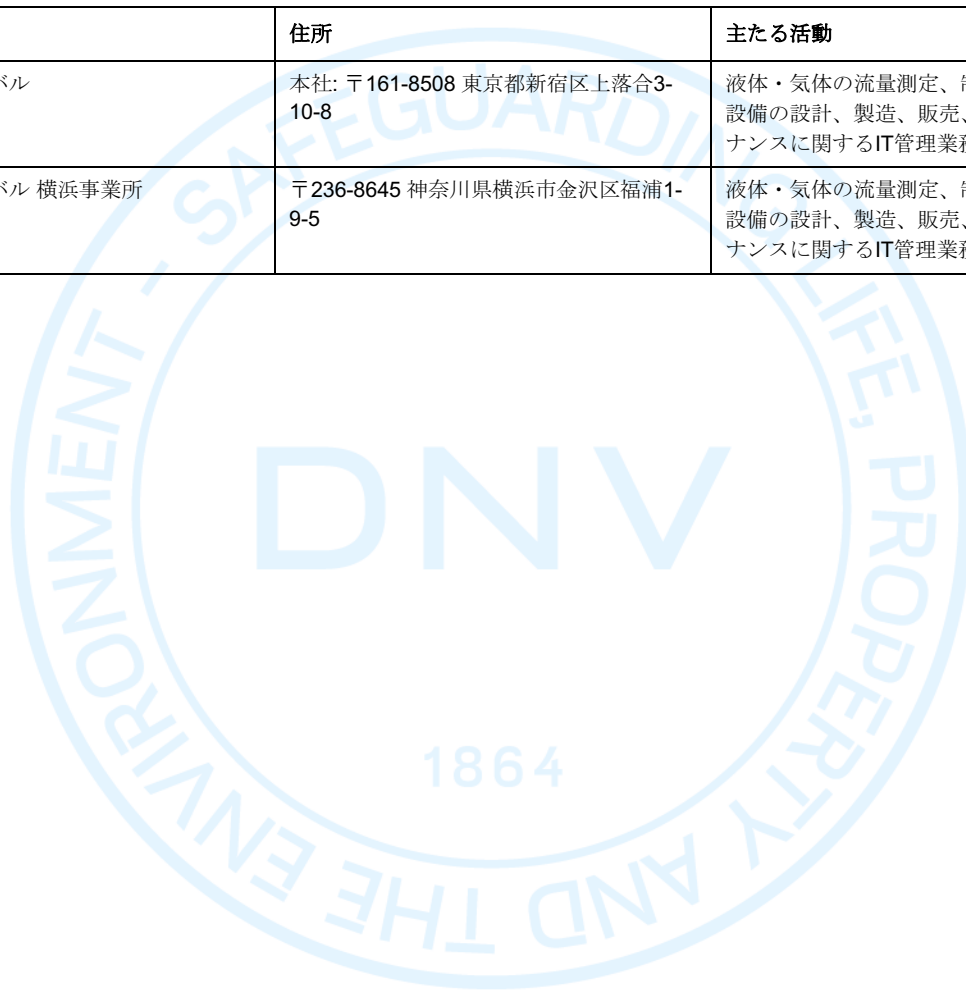 住所
主たる活動
バル
本社: 〒161-8508 東京都新宿区上落合3-
10-8
液体・気体の流量測定、
設備の設計、製造、販売、
ナンスに関するIT管理業
バル 横浜事業所
〒236-8645 神奈川県横浜市金沢区福浦1-
9-5
液体・気体の流量測定、
設備の設計、製造、販売、
ナンスに関するIT管理業
SAFEGUARDING LIFE, PROPERTY AND THE ENVIRONMENT -
DNV
1864